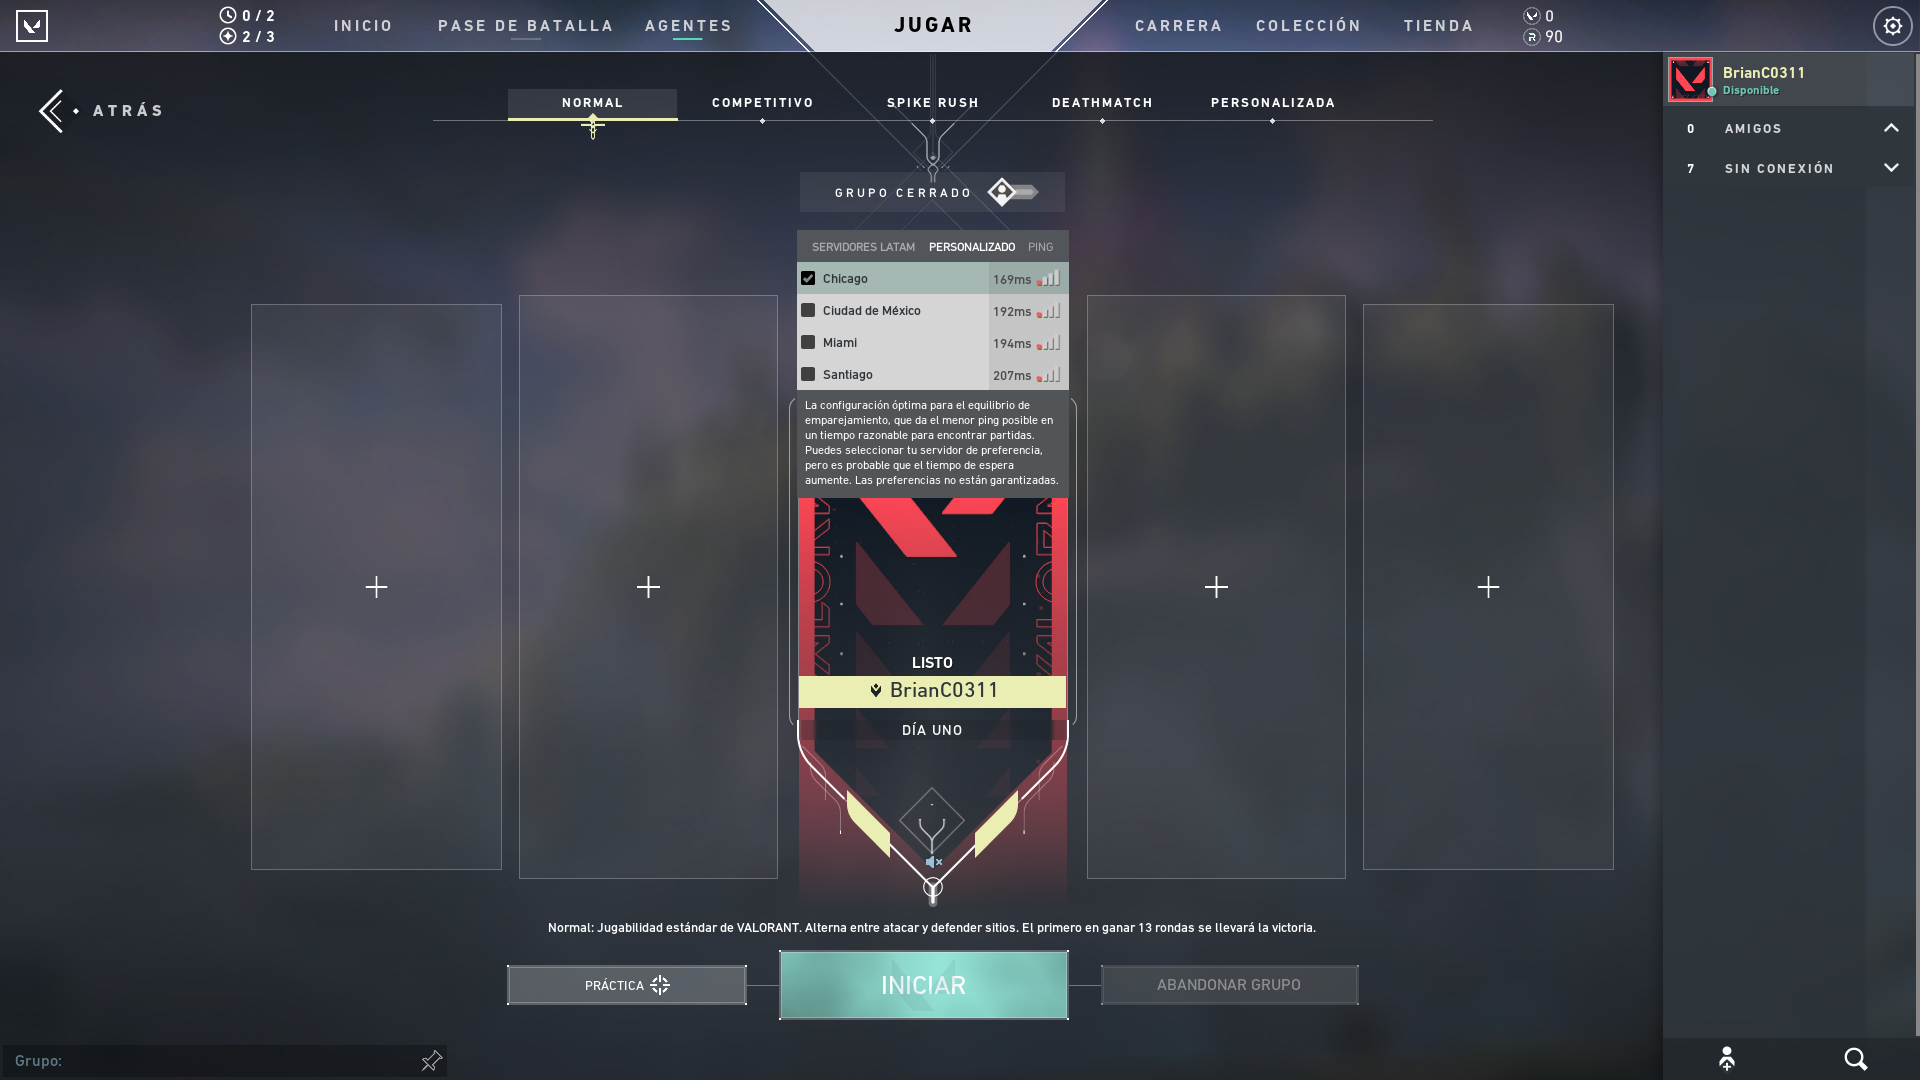 0 / 2
2 / 3
INICIO
PASE DE BATALLA
AGENTES
JUGAR
CARRERA
COLECCIÓN
TIENDA
0
90
ATRÁS
NORMAL
COMPETITIVO
SPIKE RUSH
DEATHMATCH
PERSONALIZADA
BrianC0311
Disponible
0 AMIGOS
7 SIN CONEXIÓN
GRUPO CERRADO
SERVIDORES LATAM PERSONALIZADO PING
Chicago 169ms
Ciudad de México 192ms
Miami 194ms
Santiago 207ms
La configuración óptima para el equilibrio de
emparejamiento, que da el menor ping posible en
un tiempo razonable para encontrar partidas.
Puedes seleccionar tu servidor de preferencia,
pero es probable que el tiempo de espera
aumente. Las preferencias no están garantizadas.
LISTO
BrianC0311
DÍA UNO
Normal: Jugabilidad estándar de VALORANT. Alterna entre atacar y defender sitios. El primero en ganar 13 rondas se llevará la victoria.
PRÁCTICA
INICIAR
ABANDONAR GRUPO
Grupo: